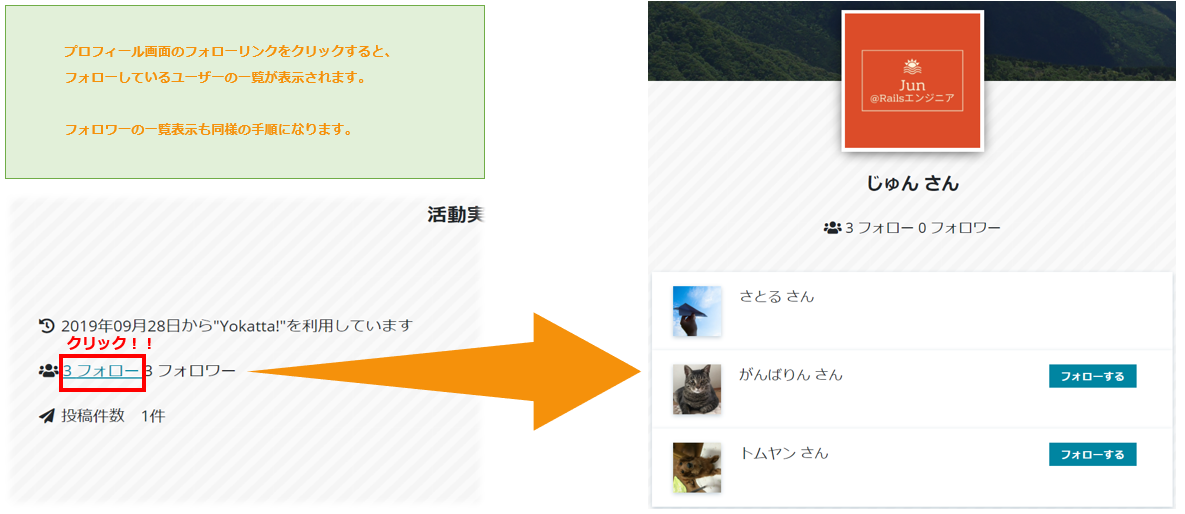 プロフィール画面のフォローリンクをクリックすると、
フォローしているユーザーの一覧が表示されます。
フォロワーの一覧表示も同様の手順になります。
活動実
2019年09月28日から"Yokatta!"を利用しています
クリック！！
3 フォロー 3 フォロワー
投稿件数 1件
Jun
@Railsエンジニア
じゅん さん
3 フォロー 0 フォロワー
さとる さん
がんばりん さん
フォローする
トムヤン さん
フォローする